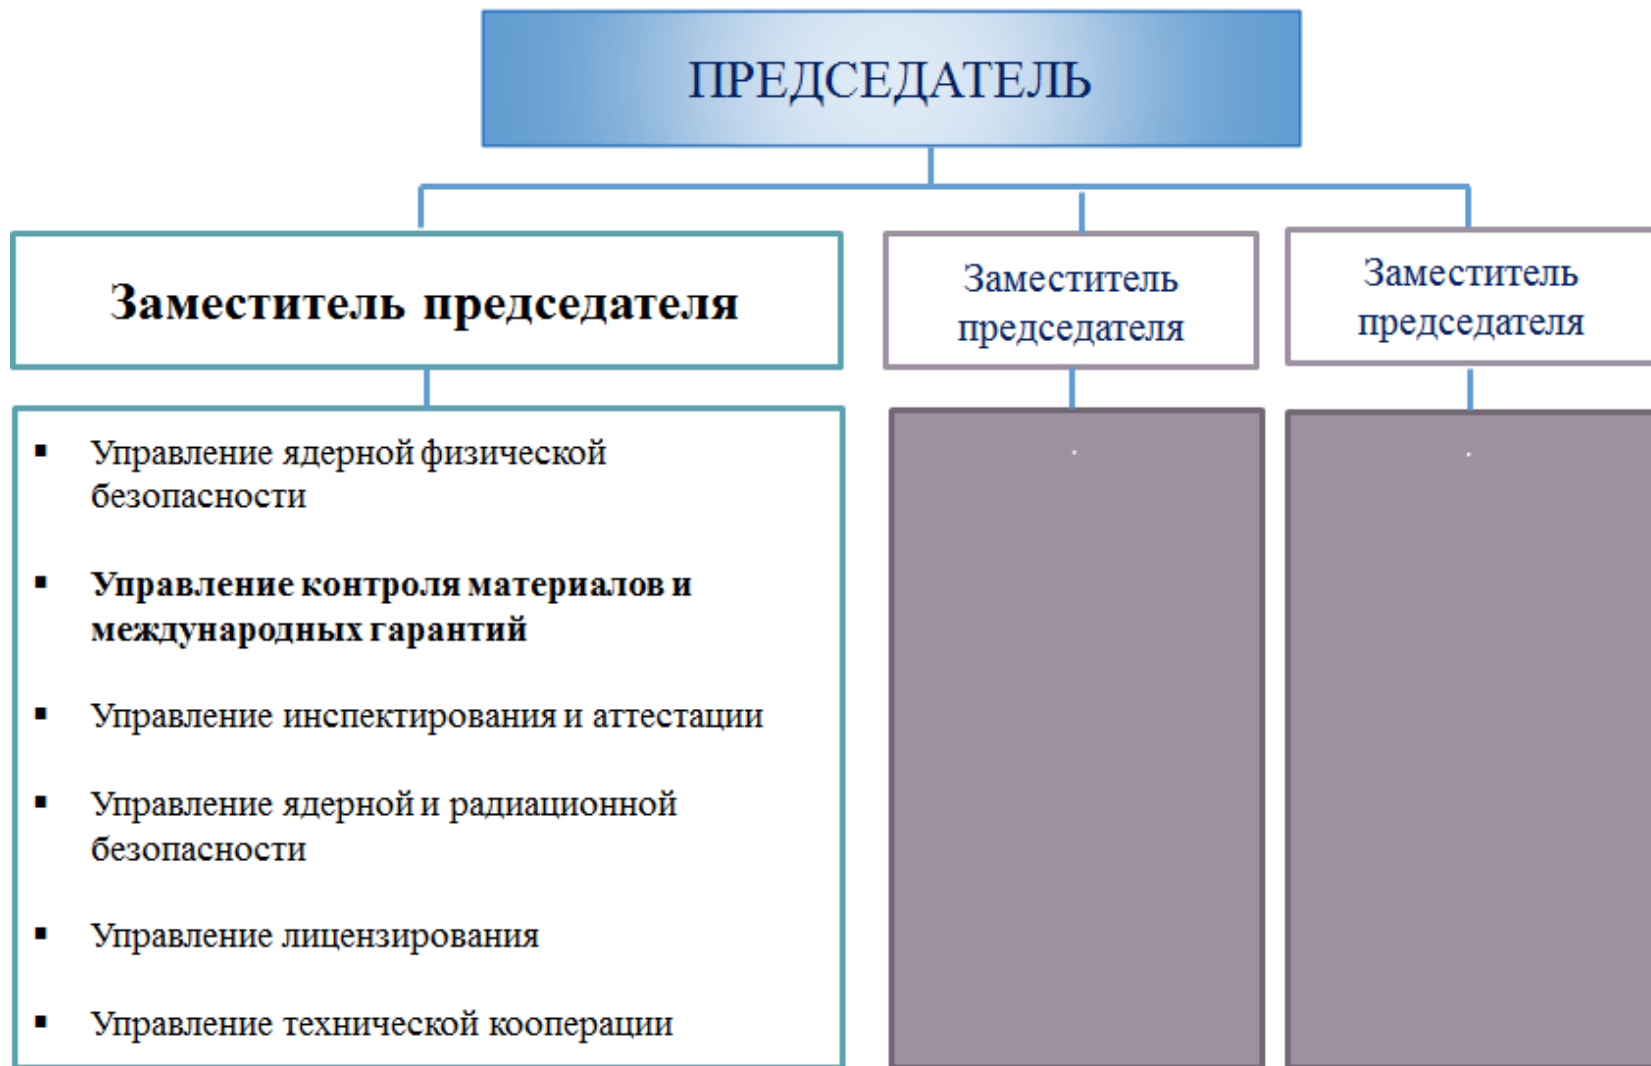 ПРЕДСЕДАТЕЛЬ
Заместитель председателя
Заместитель
председателя
Заместитель
председателя
▪ Управление ядерной физической
безопасности
▪ Управление контроля материалов и
международных гарантий
▪ Управление инспектирования и аттестации
▪ Управление ядерной и радиационной
безопасности
▪ Управление лицензирования
▪ Управление технической кооперации
.
.